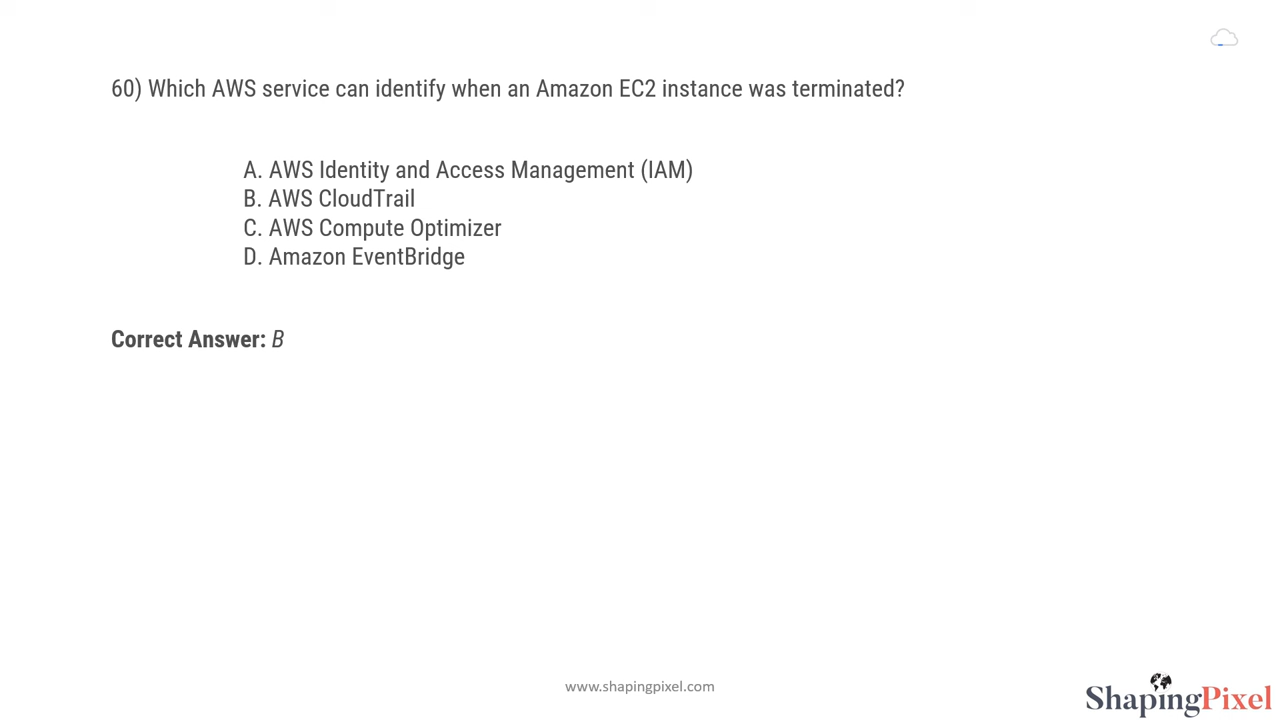 60) Which AWS service can identify when an Amazon EC2 instance was terminated?
A. AWS Identity and Access Management (IAM)
B. AWS CloudTrail
C. AWS Compute Optimizer
D. Amazon EventBridge
Correct Answer: B
www.shapingpixel.com
ShapingPixel